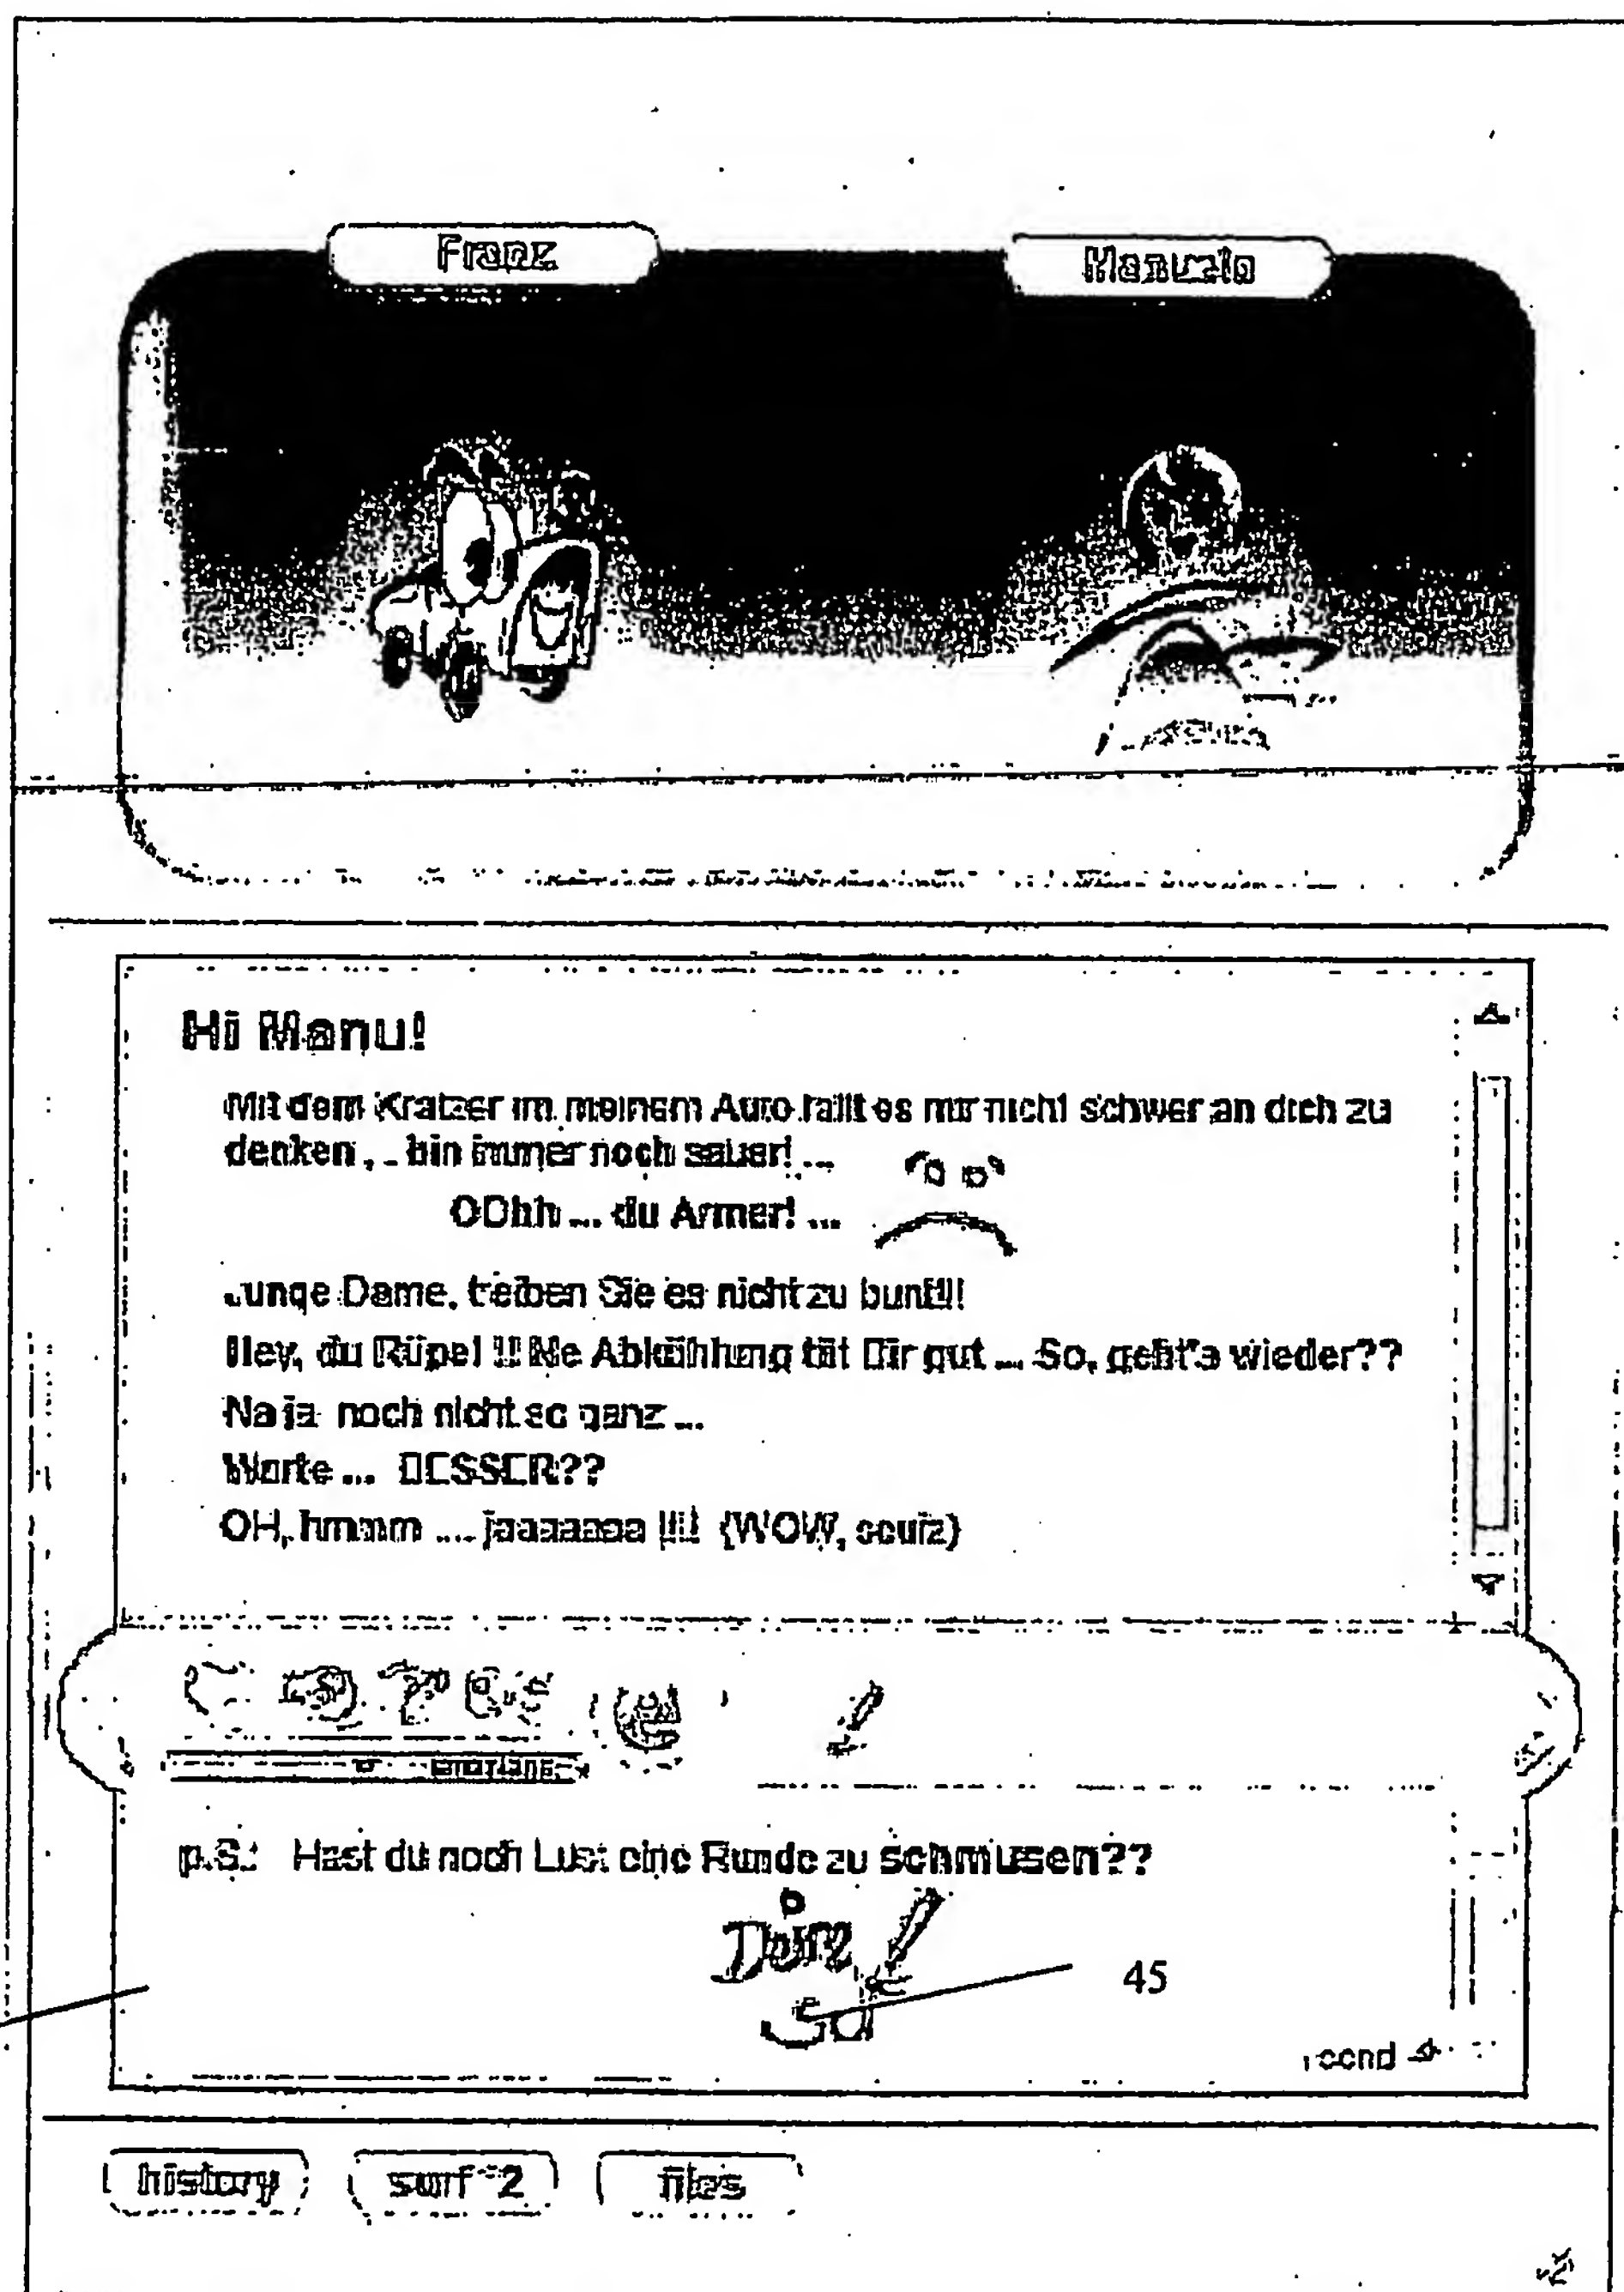 Franz
Manuela
Hi Manu!
Mit dem Kratzer im meinem Auto fällt es mir nicht schwer an dich zu
denken ... bin immer noch sauer! ...
OOhh ... du Armer! ...
Junge Dame, treiben Sie es nicht zu bunt!!!
Hey, du Rüpel !!! Ne Abkühlung tät Dir gut ... So, geht's wieder??
Na ja noch nicht so ganz ...
Warte ... BESSER??
OH, hmmm .... jaaaaaaa !!!! (WOW, seufz)
p.S.: Hast du noch Lust eine Runde zu schmusen??
45
send
history
surf 2
files